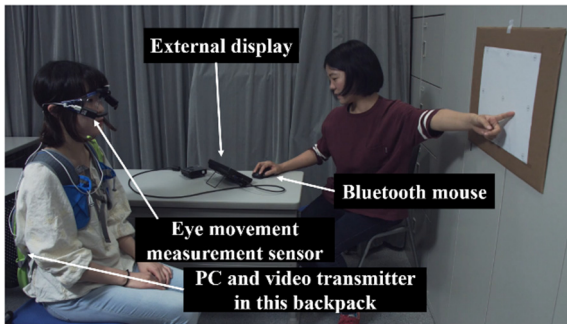 External display
Bluetooth mouse
Eye movement
measurement sensor
PC and video transmitter
in this backpack